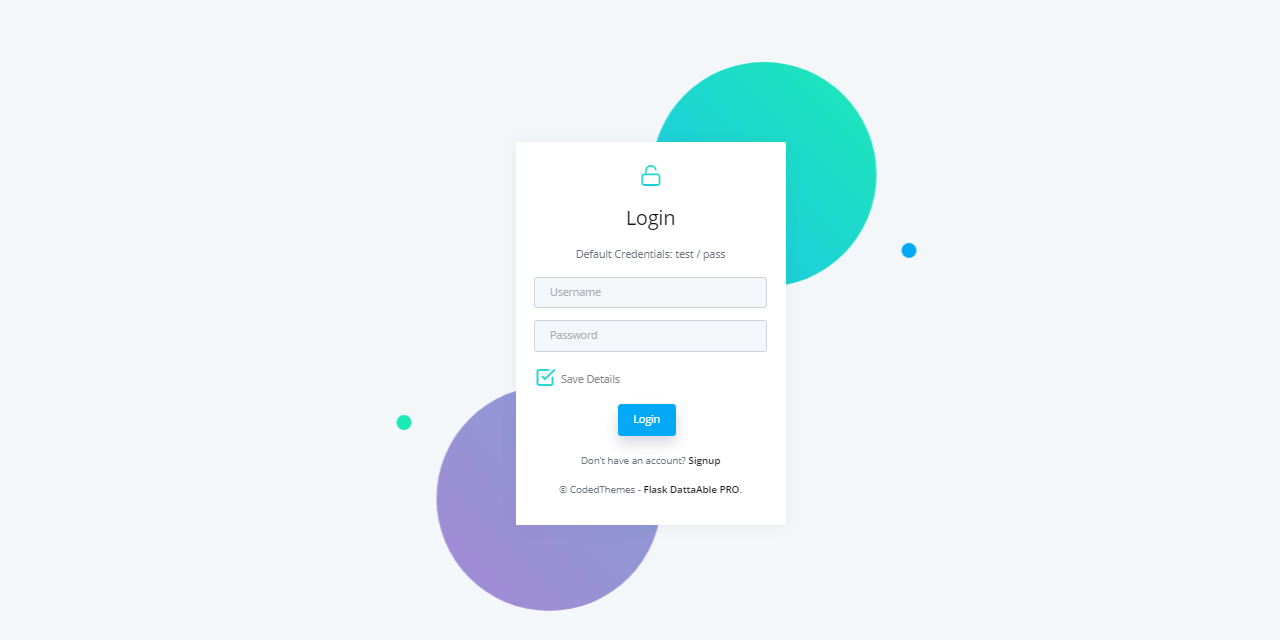 Login
Default Credentials: test / pass
Username
Password
Save Details
Login
Don't have an account? Signup
© CodedThemes - Flask DattaAble PRO.